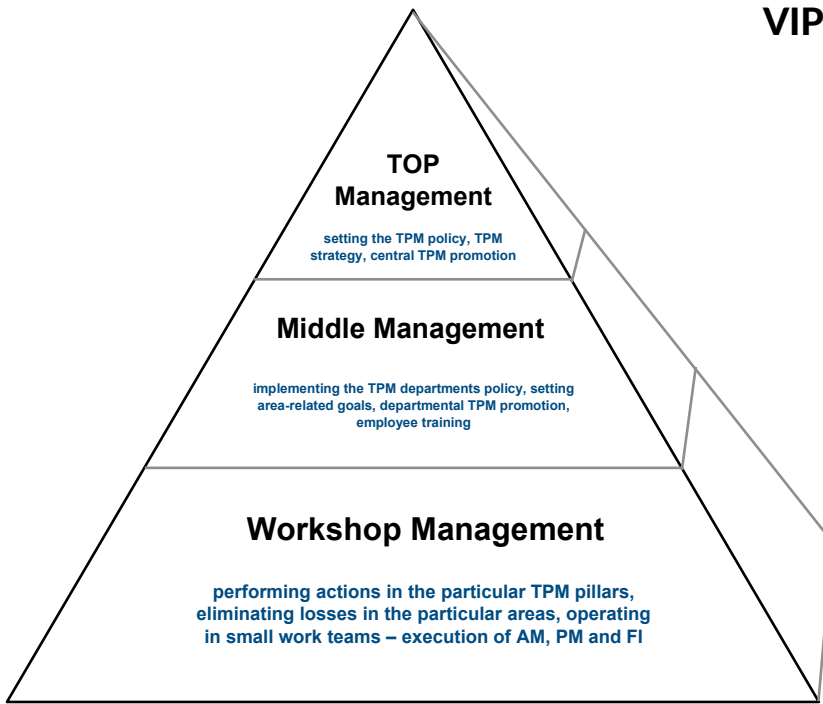 VIP
TOP
Management
setting the TPM policy, TPM
strategy, central TPM promotion
Middle Management
implementing the TPM departments policy, setting
area-related goals, departmental TPM promotion,
employee training
Workshop Management
performing actions in the particular TPM pillars,
eliminating losses in the particular areas, operating
in small work teams – execution of AM, PM and FI